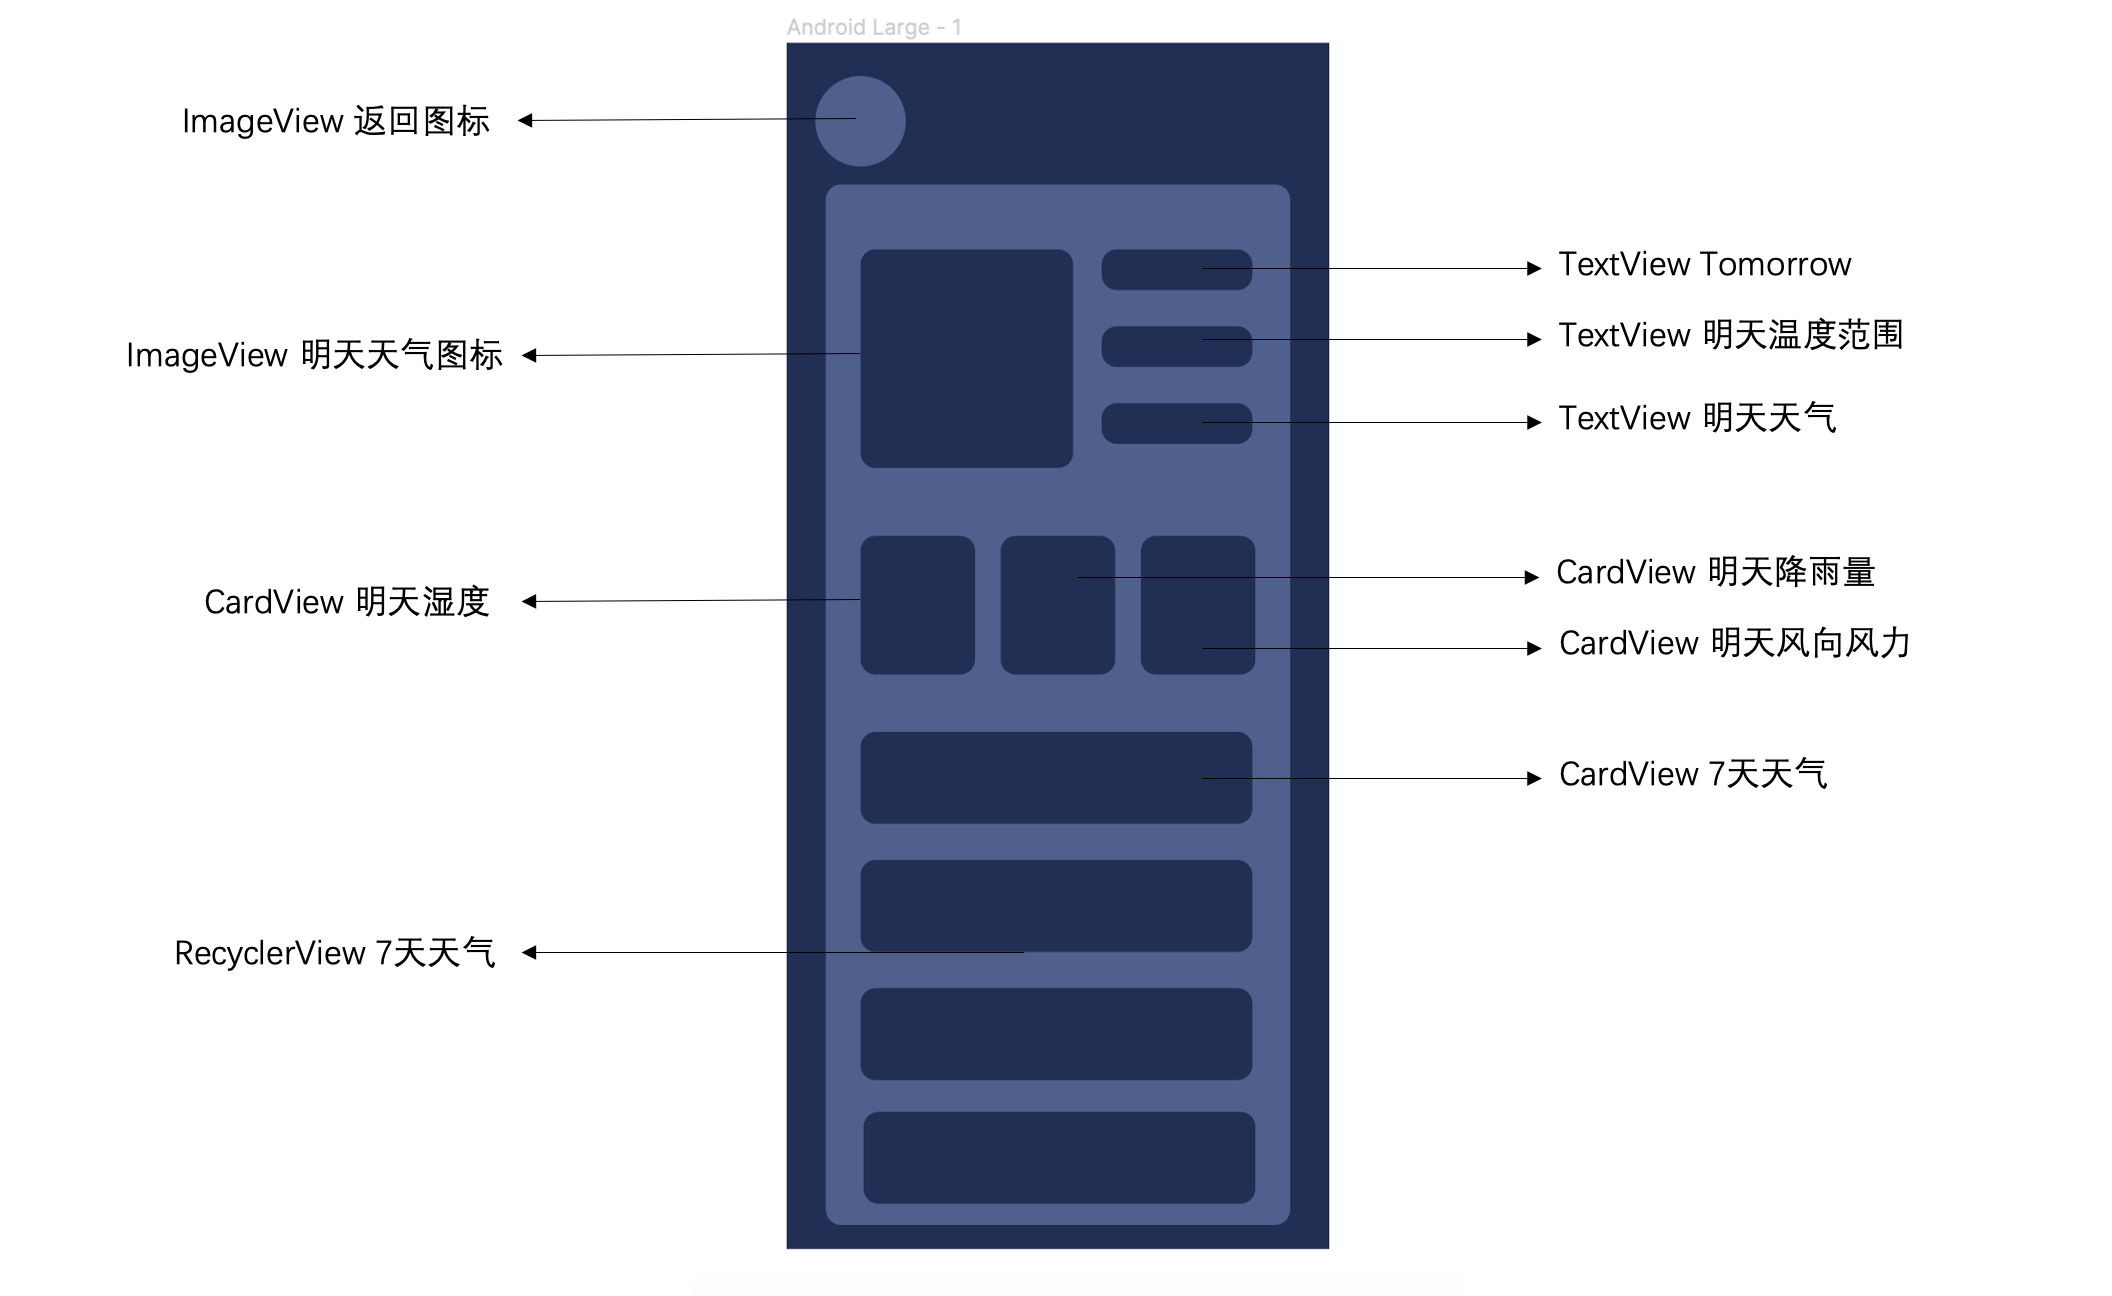 Android Large - 1
ImageView 返回图标
TextView Tomorrow
TextView 明天温度范围
ImageView 明天天气图标
TextView 明天天气
CardView 明天降雨量
CardView 明天湿度
CardView 明天风向风力
CardView 7天天气
RecyclerView 7天天气